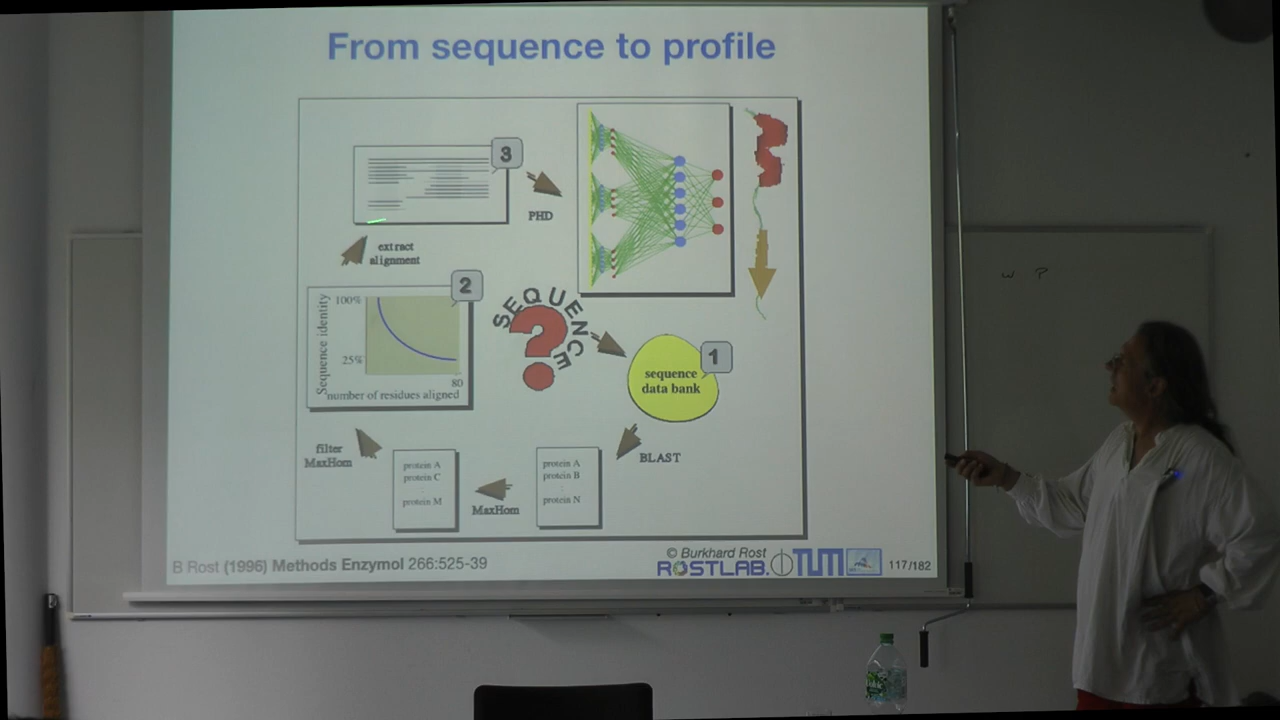 From sequence to profile
3
PHD
extract
alignment
2
100%
Sequence identity
25%
80
number of residues aligned
SEQUENCE
?
1
sequence
data bank
filter
MaxHom
protein A
protein C
protein M
MaxHom
protein A
protein B
protein N
BLAST
B Rost (1996) Methods Enzymol 266:525-39
© Burkhard Rost
ROSTLAB.
TUM
117/182
w ?